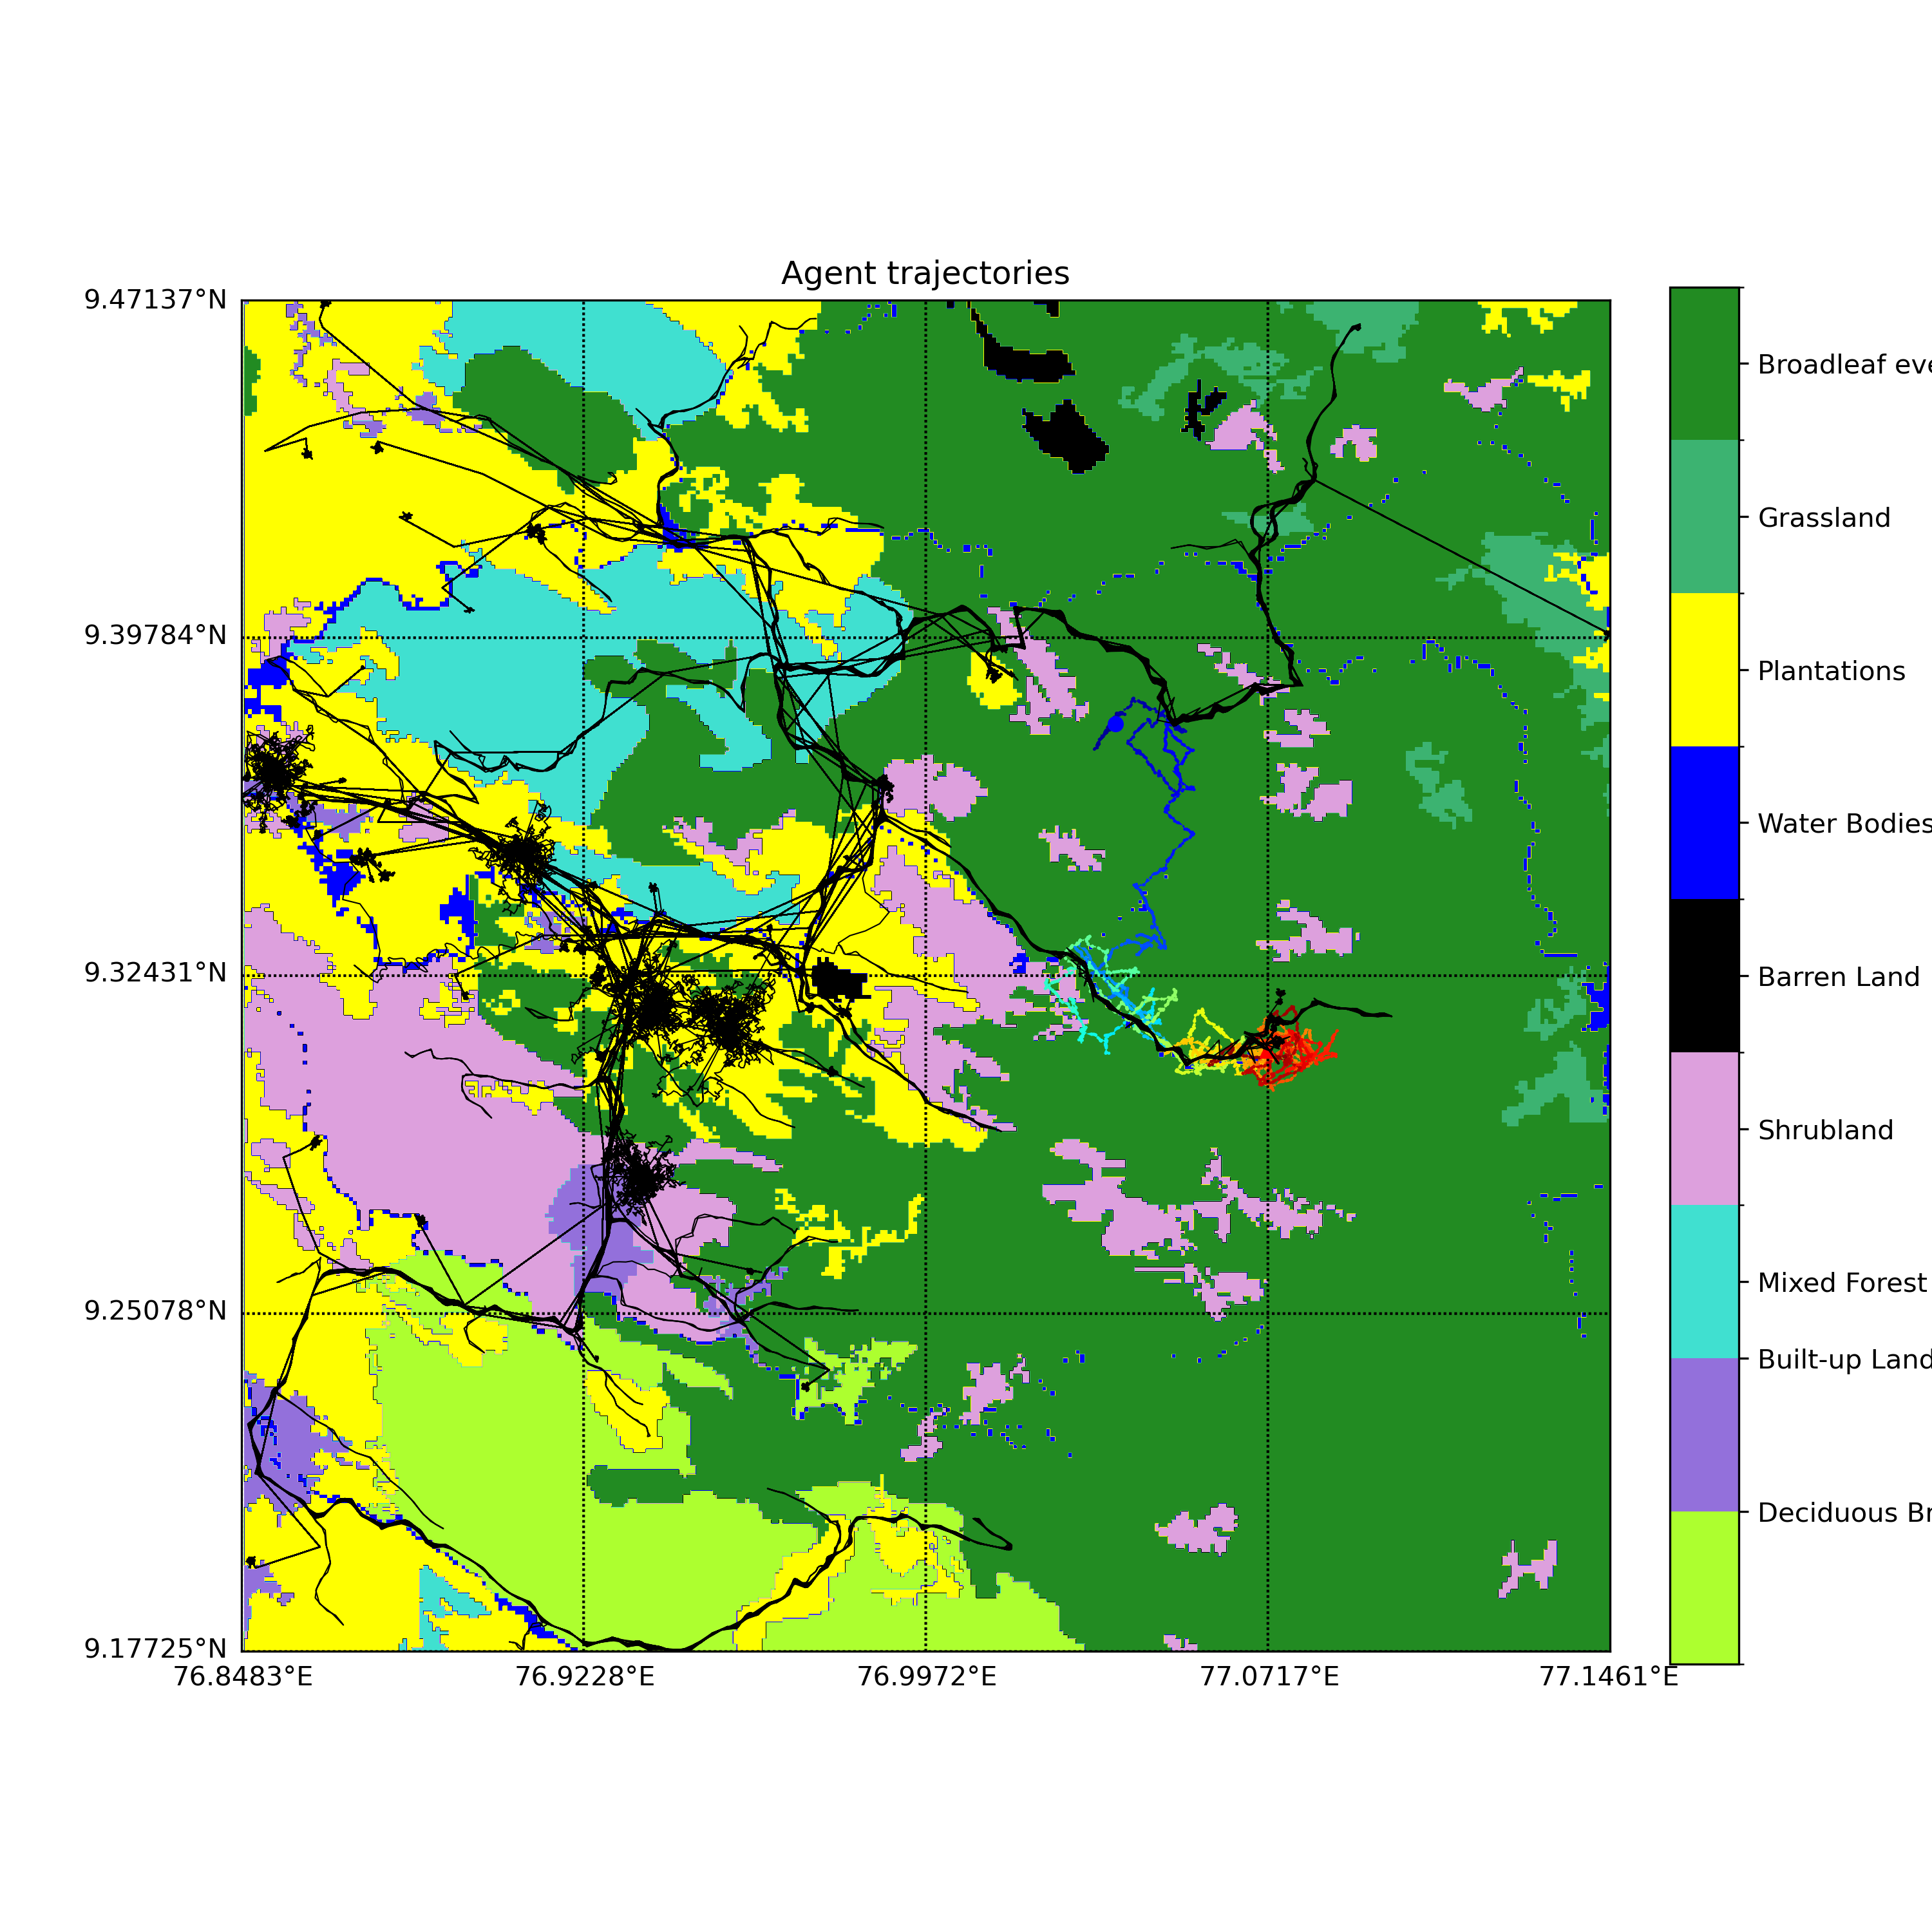 Agent trajectories
9.47137°N
9.39784°N
9.32431°N
9.25078°N
9.17725°N
76.8483°E
76.9228°E
76.9972°E
77.0717°E
77.1461°E
Broadleaf eve
Grassland
Plantations
Water Bodies
Barren Land
Shrubland
Mixed Forest
Built-up Land
Deciduous Br